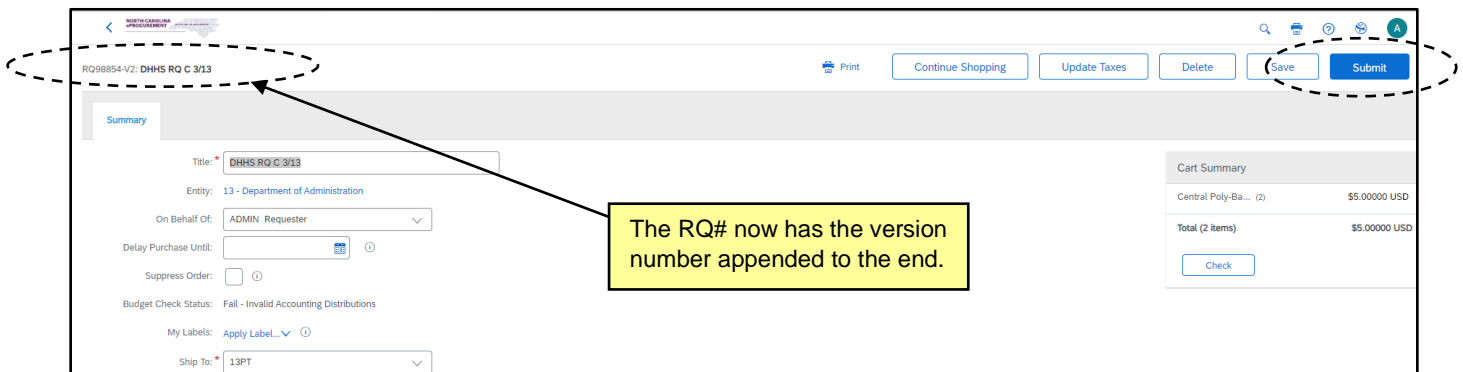 NORTH CAROLINA
ePROCUREMENT
A
RQ98854-V2: DHHS RQ C 3/13
Print
Continue Shopping
Update Taxes
Delete
Save
Submit
Summary
Title: * DHHS RQ C 3/13
Entity: 13 - Department of Administration
On Behalf Of: ADMIN Requester
Delay Purchase Until:
Suppress Order:
Budget Check Status: Fail - Invalid Accounting Distributions
My Labels: Apply Label...
Ship To: * 13PT
The RQ# now has the version
number appended to the end.
Cart Summary
Central Poly-Ba... (2) $5.00000 USD
Total (2 items) $5.00000 USD
Check